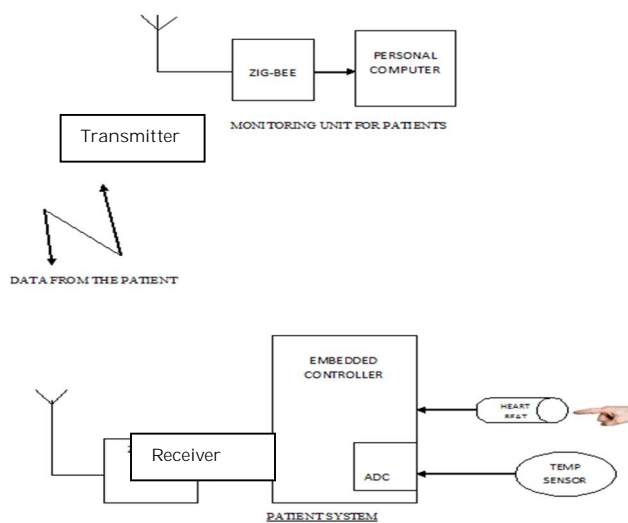 PERSONAL
COMPUTER
ZIG-BEE
MONITORING UNIT FOR PATIENTS
Transmitter
DATA FROM THE PATIENT
EMBEDDED
CONTROLLER
HEART
BEAT
Receiver
ADC
TEMP
SENSOR
PATIENT SYSTEM